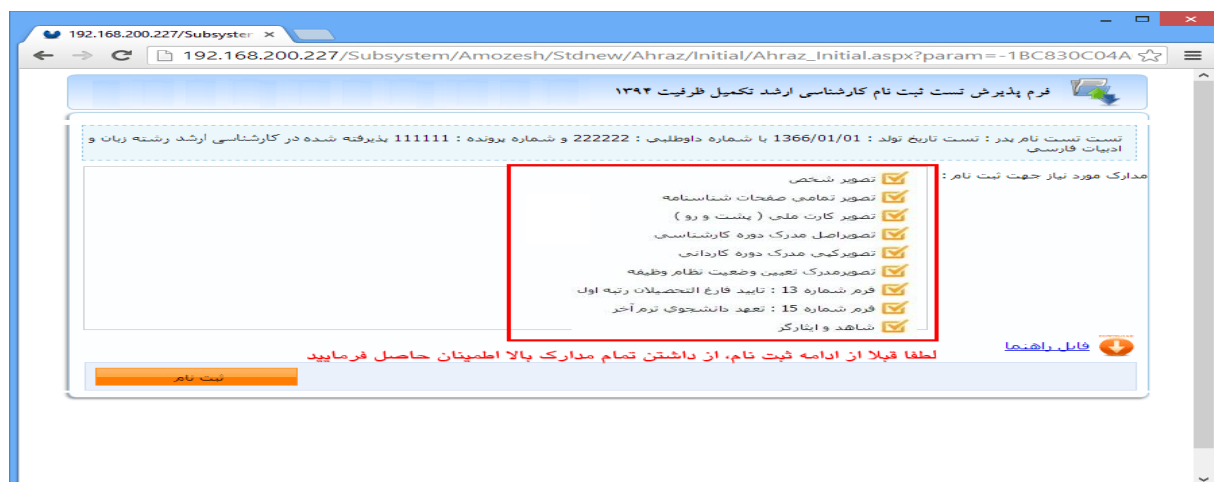 192.168.200.227/Subsyster
192.168.200.227/Subsystem/Amozesh/Stdnew/Ahraz/Initial/Ahraz_Initial.aspx?param=-1BC830C04A
فرم پذیرش تست ثبت نام کارشناسی ارشد تکمیل ظرفیت ۱۳۹۴
تست تست نام پدر : تست تاریخ تولد : 1366/01/01 با شماره داوطلبی : 222222 و شماره پرونده : 111111 پذیرفته شده در کارشناسی ارشد رشته زبان و
ادبیات فارسی
مدارک مورد نیاز جهت ثبت نام :
تصویر شخص
تصویر تمامی صفحات شناسنامه
تصویر کارت ملی ( پشت و رو )
تصویراصل مدرک دوره کارشناسی
تصویرکپی مدرک دوره کاردانی
تصویرمدرک تعیین وضعیت نظام وظیفه
فرم شماره 13 : تایید فارغ التحصیلان رتبه اول
فرم شماره 15 : تعهد دانشجوی ترم آخر
شاهد و ایثارگر
فایل راهنما
لطفا قبلا از ادامه ثبت نام، از داشتن تمام مدارک بالا اطمینان حاصل فرمایید
ثبت نام